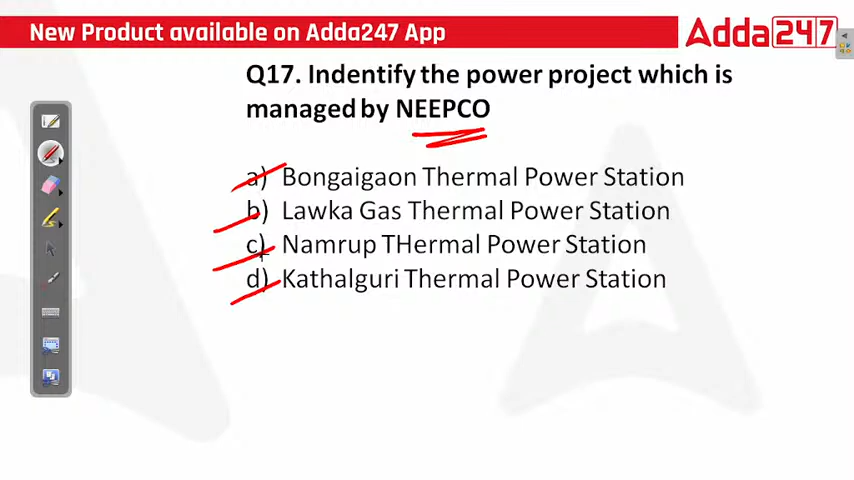 New Product available on Adda247 App
Adda247
Q17. Indentify the power project which is
managed by NEEPCO
a) Bongaigaon Thermal Power Station
b) Lawka Gas Thermal Power Station
c) Namrup THermal Power Station
d) Kathalguri Thermal Power Station